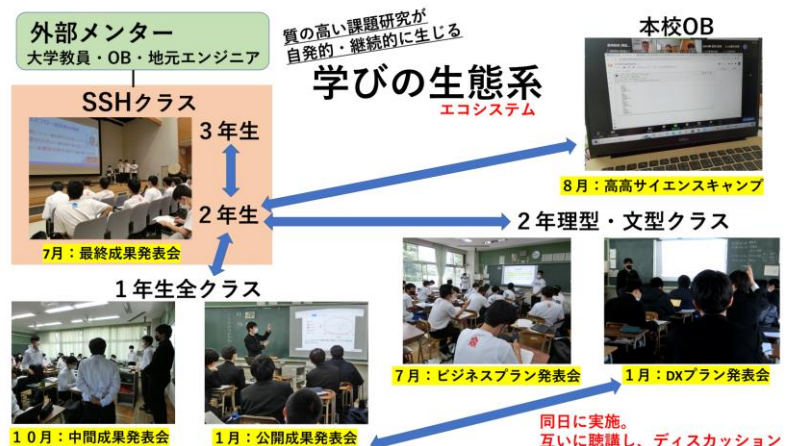 外部メンター
大学教員・OB・地元エンジニア
質の高い課題研究が
自発的・継続的に生じる
学びの生態系
エコシステム
本校OB
SSHクラス
3年生
2年生
7月：最終成果発表会
8月：高高サイエンスキャンプ
2年理型・文型クラス
1年生全クラス
7月：ビジネスプラン発表会
1月：DXプラン発表会
10月：中間成果発表会
1月：公開成果発表会
同日に実施。
互いに聴講し、ディスカッション